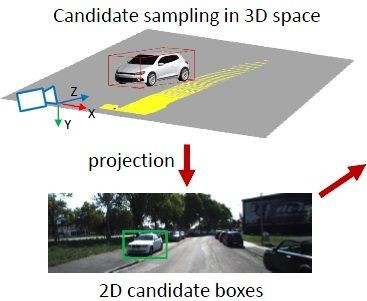 Candidate sampling in 3D space
Z
X
Y
projection
2D candidate boxes